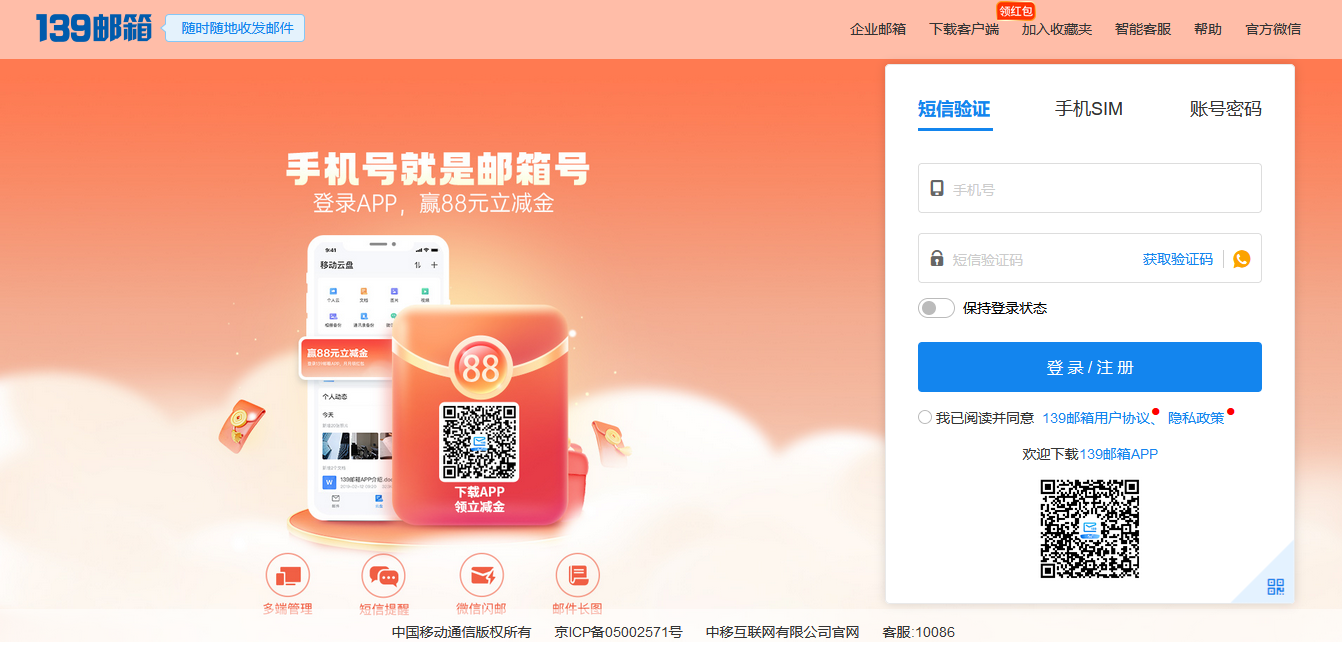 139邮箱
随时随地收发邮件
领红包
企业邮箱 下载客户端 加入收藏夹 智能客服 帮助 官方微信
短信验证 手机SIM 账号密码
手机号
短信验证码 获取验证码
保持登录状态
登 录 / 注 册
我已阅读并同意 139邮箱用户协议、 隐私政策
欢迎下载139邮箱APP
手机号就是邮箱号
登录APP，赢88元立减金
9:41
移动云盘
个人云 文档 图片 视频
相册备份 通讯录备份
赢88元立减金
88
个人动态
今天
139邮箱APP介绍.doc
下载APP
领立减金
多端管理 短信提醒 微信闪邮 邮件长图
中国移动通信版权所有 京ICP备05002571号 中移互联网有限公司官网 客服:10086